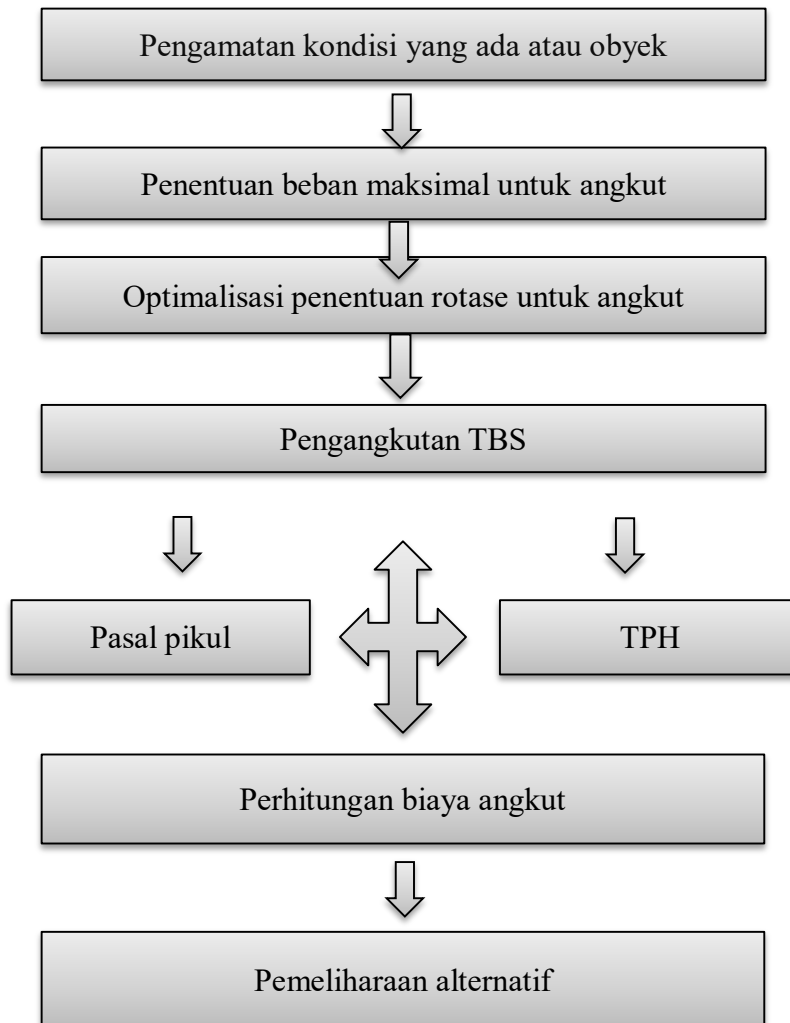 Pengamatan kondisi yang ada atau obyek
Penentuan beban maksimal untuk angkut
Optimalisasi penentuan rotase untuk angkut
Pengangkutan TBS
Pasal pikul
TPH
Perhitungan biaya angkut
Pemeliharaan alternatif